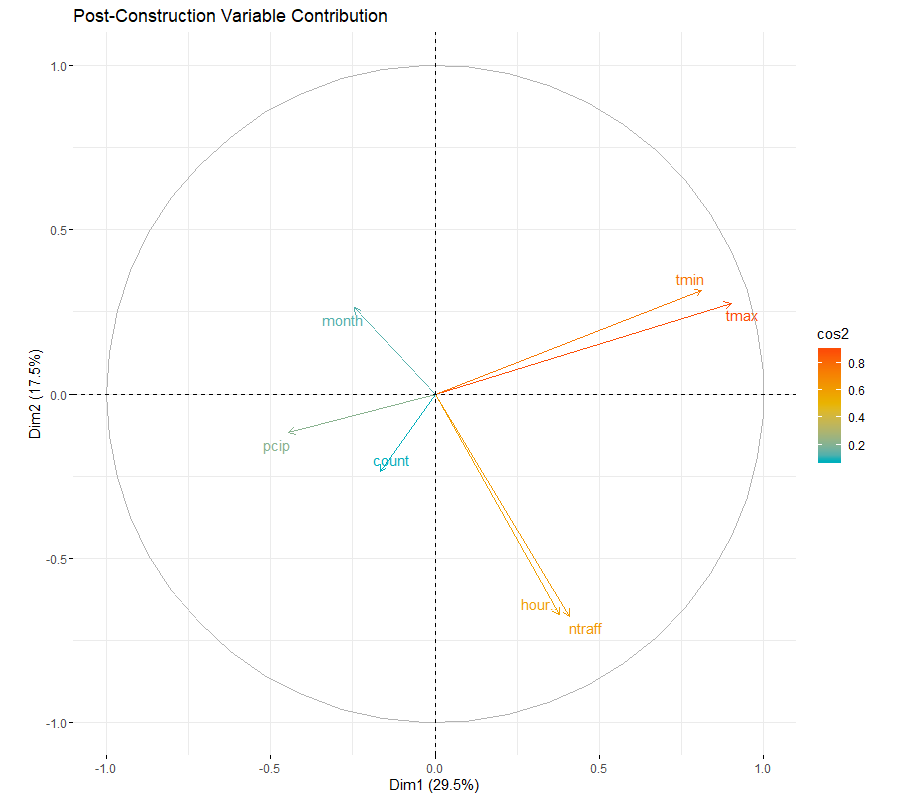 Post-Construction Variable Contribution
1.0
0.5
0.0
-0.5
-1.0
Dim2 (17.5%)
tmin
tmax
month
pcip
count
hour
ntraff
-1.0
-0.5
0.0
0.5
1.0
Dim1 (29.5%)
cos2
0.8
0.6
0.4
0.2